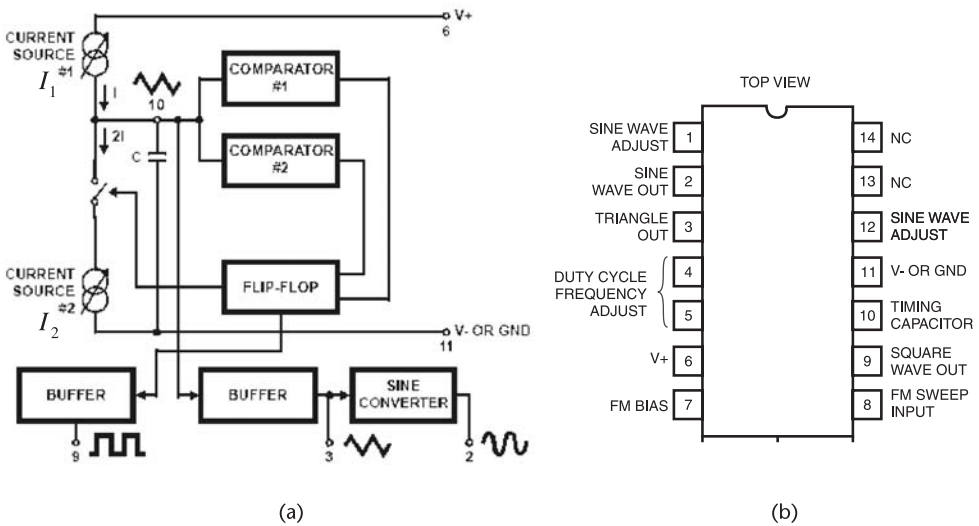 CURRENT
SOURCE
#1
I₁
V+
6
I
10
2I
C
COMPARATOR
#1
COMPARATOR
#2
FLIP-FLOP
CURRENT
SOURCE
#2
I₂
V- OR GND
11
BUFFER
BUFFER
SINE
CONVERTER
9
3
2
(a)
TOP VIEW
SINE WAVE
ADJUST
1
SINE
WAVE OUT
2
TRIANGLE
OUT
3
DUTY CYCLE
FREQUENCY
ADJUST
4
5
V+
6
FM BIAS
7
14
NC
13
NC
12
SINE WAVE
ADJUST
11
V- OR GND
10
TIMING
CAPACITOR
9
SQUARE
WAVE OUT
8
FM SWEEP
INPUT
(b)